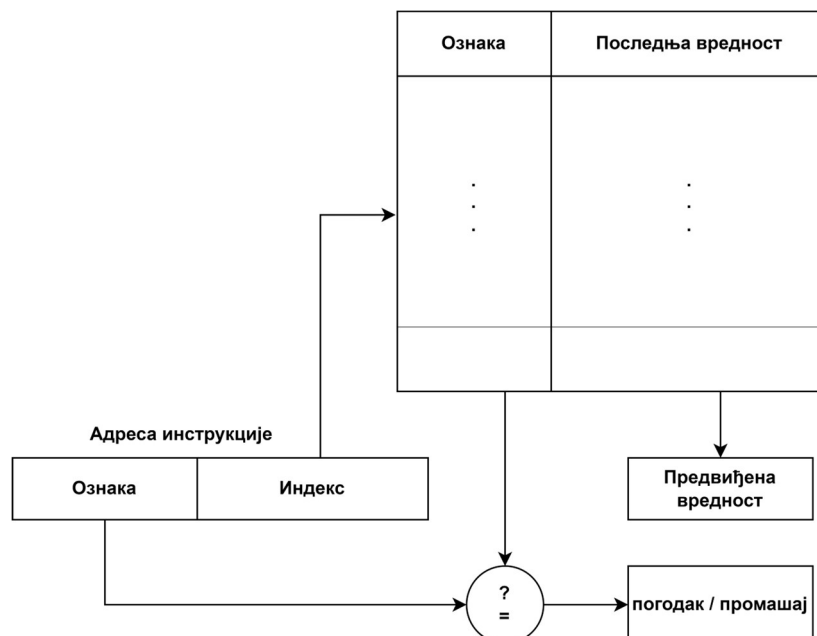 Ознака
Последња вредност
Адреса инструкције
Ознака
Индекс
Предвиђена
вредност
?
=
погодак / промашај